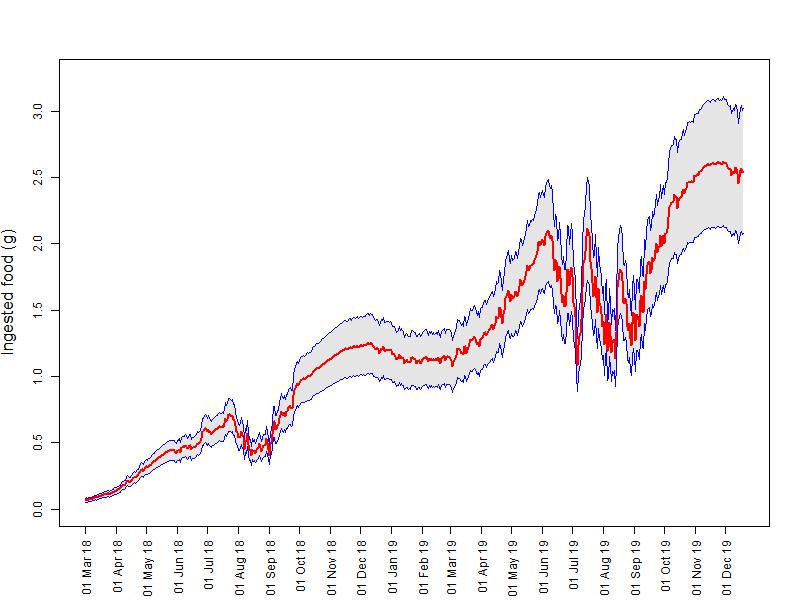 Ingested food (g)
3.0
2.5
2.0
1.5
1.0
0.5
0.0
01 Mar 18
01 Apr 18
01 May 18
01 Jun 18
01 Jul 18
01 Aug 18
01 Sep 18
01 Oct 18
01 Nov 18
01 Dec 18
01 Jan 19
01 Feb 19
01 Mar 19
01 Apr 19
01 May 19
01 Jun 19
01 Jul 19
01 Aug 19
01 Sep 19
01 Oct 19
01 Nov 19
01 Dec 19